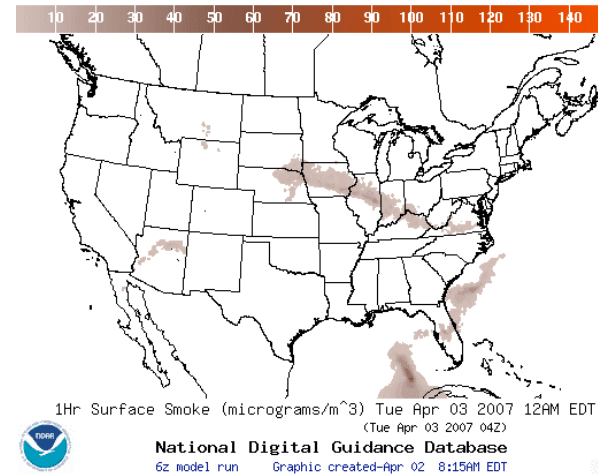 10 20 30 40 50 60 70 80 90 100 110 120 130 140
1Hr Surface Smoke (micrograms/m^3) Tue Apr 03 2007 12AM EDT
(Tue Apr 03 2007 04Z)
NOAA
National Digital Guidance Database
6z model run Graphic created-Apr 02 8:15AM EDT